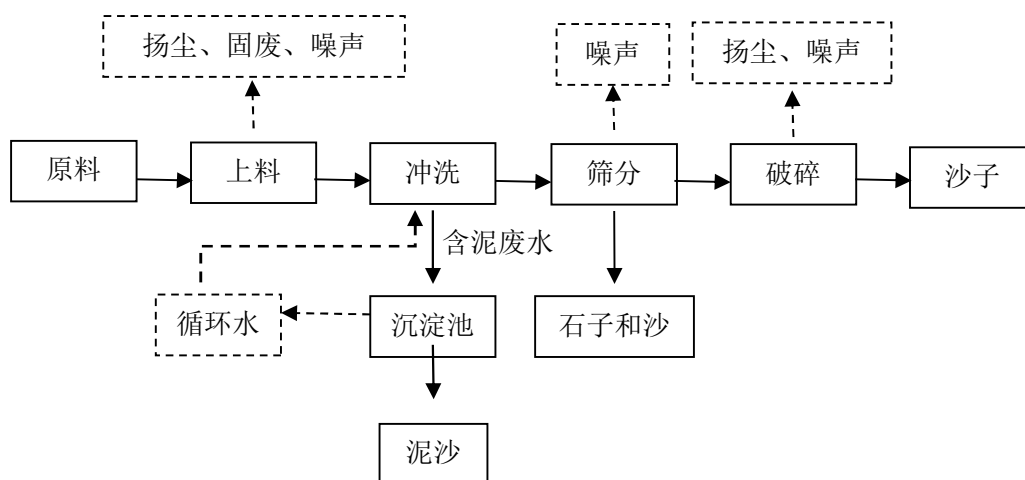 扬尘、固废、噪声
噪声
扬尘、噪声
原料
上料
冲洗
筛分
破碎
沙子
含泥废水
循环水
沉淀池
石子和沙
泥沙